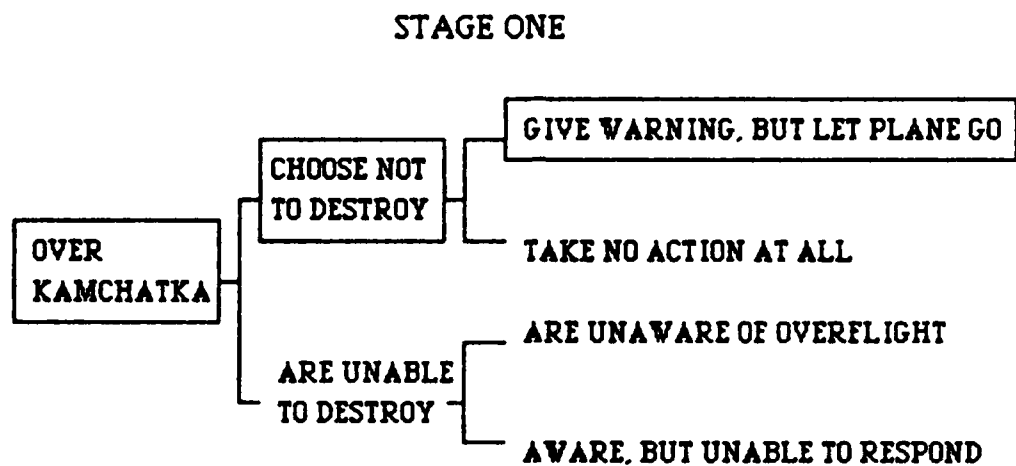 STAGE ONE
GIVE WARNING, BUT LET PLANE GO
CHOOSE NOT
TO DESTROY
TAKE NO ACTION AT ALL
OVER
KAMCHATKA
ARE UNAWARE OF OVERFLIGHT
ARE UNABLE
TO DESTROY
AWARE, BUT UNABLE TO RESPOND